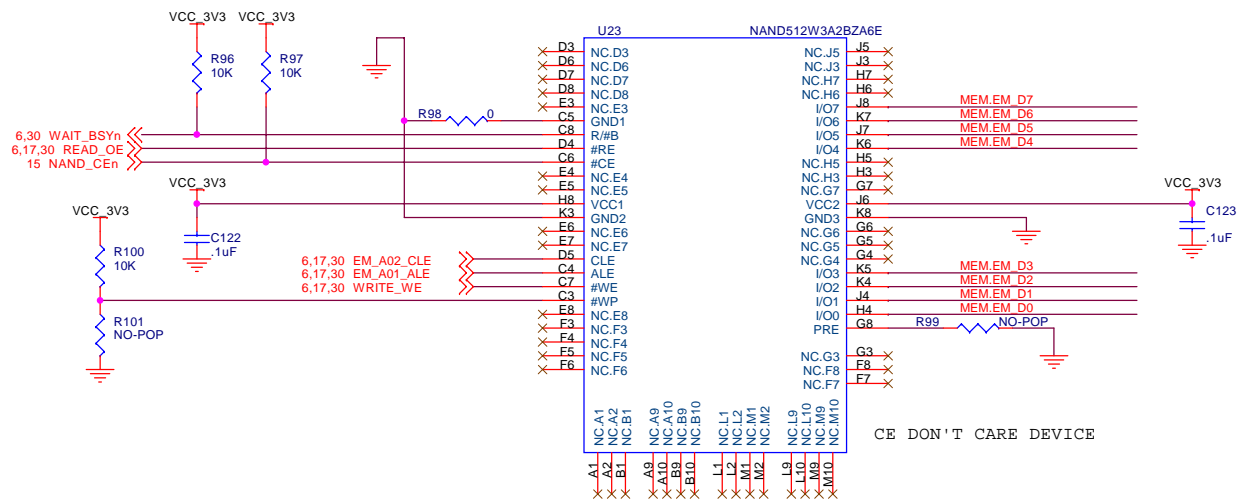 U23
NAND512W3A2BZA6E
VCC_3V3
VCC_3V3
R96
10K
R97
10K
R98
0
6,30 WAIT_BSYn
6,17,30 READ_OE
15 NAND_CEn
VCC_3V3
VCC_3V3
C122
.1uF
R100
10K
R101
NO-POP
6,17,30 EM_A02_CLE
6,17,30 EM_A01_ALE
6,17,30 WRITE_WE
D3 NC.D3
D6 NC.D6
D7 NC.D7
D8 NC.D8
E3 NC.E3
C5 GND1
C8 R/#B
D4 #RE
C6 #CE
E4 NC.E4
E5 NC.E5
H8 VCC1
K3 GND2
E6 NC.E6
E7 NC.E7
D5 CLE
C4 ALE
C7 #WE
C3 #WP
E8 NC.E8
F3 NC.F3
F4 NC.F4
F5 NC.F5
F6 NC.F6
NC.J5 J5
NC.J3 J3
NC.H7 H7
NC.H6 H6
I/O7 J8 MEM.EM_D7
I/O6 K7 MEM.EM_D6
I/O5 J7 MEM.EM_D5
I/O4 K6 MEM.EM_D4
NC.H5 H5
NC.H3 H3
NC.G7 G7
VCC2 J6
GND3 K8
NC.G6 G6
NC.G5 G5
NC.G4 G4
I/O3 K5 MEM.EM_D3
I/O2 K4 MEM.EM_D2
I/O1 J4 MEM.EM_D1
I/O0 H4 MEM.EM_D0
PRE G8 R99 NO-POP
NC.G3 G3
NC.F8 F8
NC.F7 F7
VCC_3V3
C123
.1uF
NC.A1 A1
NC.A2 A2
NC.B1 B1
NC.A9 A9
NC.A10 A10
NC.B9 B9
NC.B10 B10
NC.L1 L1
NC.L2 L2
NC.M1 M1
NC.M2 M2
NC.L9 L9
NC.L10 L10
NC.M9 M9
NC.M10 M10
CE DON'T CARE DEVICE